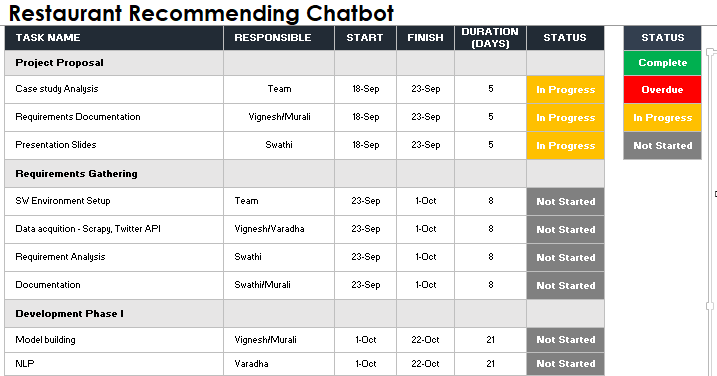 Restaurant Recommending Chatbot
TASK NAME RESPONSIBLE START FINISH DURATION (DAYS) STATUS STATUS
Project Proposal Complete
Case study Analysis Team 18-Sep 23-Sep 5 In Progress Overdue
Requirements Documentation Vignesh/Murali 18-Sep 23-Sep 5 In Progress In Progress
Presentation Slides Swathi 18-Sep 23-Sep 5 In Progress Not Started
Requirements Gathering
SW Environment Setup Team 23-Sep 1-Oct 8 Not Started
Data acquition - Scrapy, Twitter API Vignesh/Varadha 23-Sep 1-Oct 8 Not Started
Requirement Analysis Swathi 23-Sep 1-Oct 8 Not Started
Documentation Swathi/Murali 23-Sep 1-Oct 8 Not Started
Development Phase I
Model building Vignesh/Murali 1-Oct 22-Oct 21 Not Started
NLP Varadha 1-Oct 22-Oct 21 Not Started